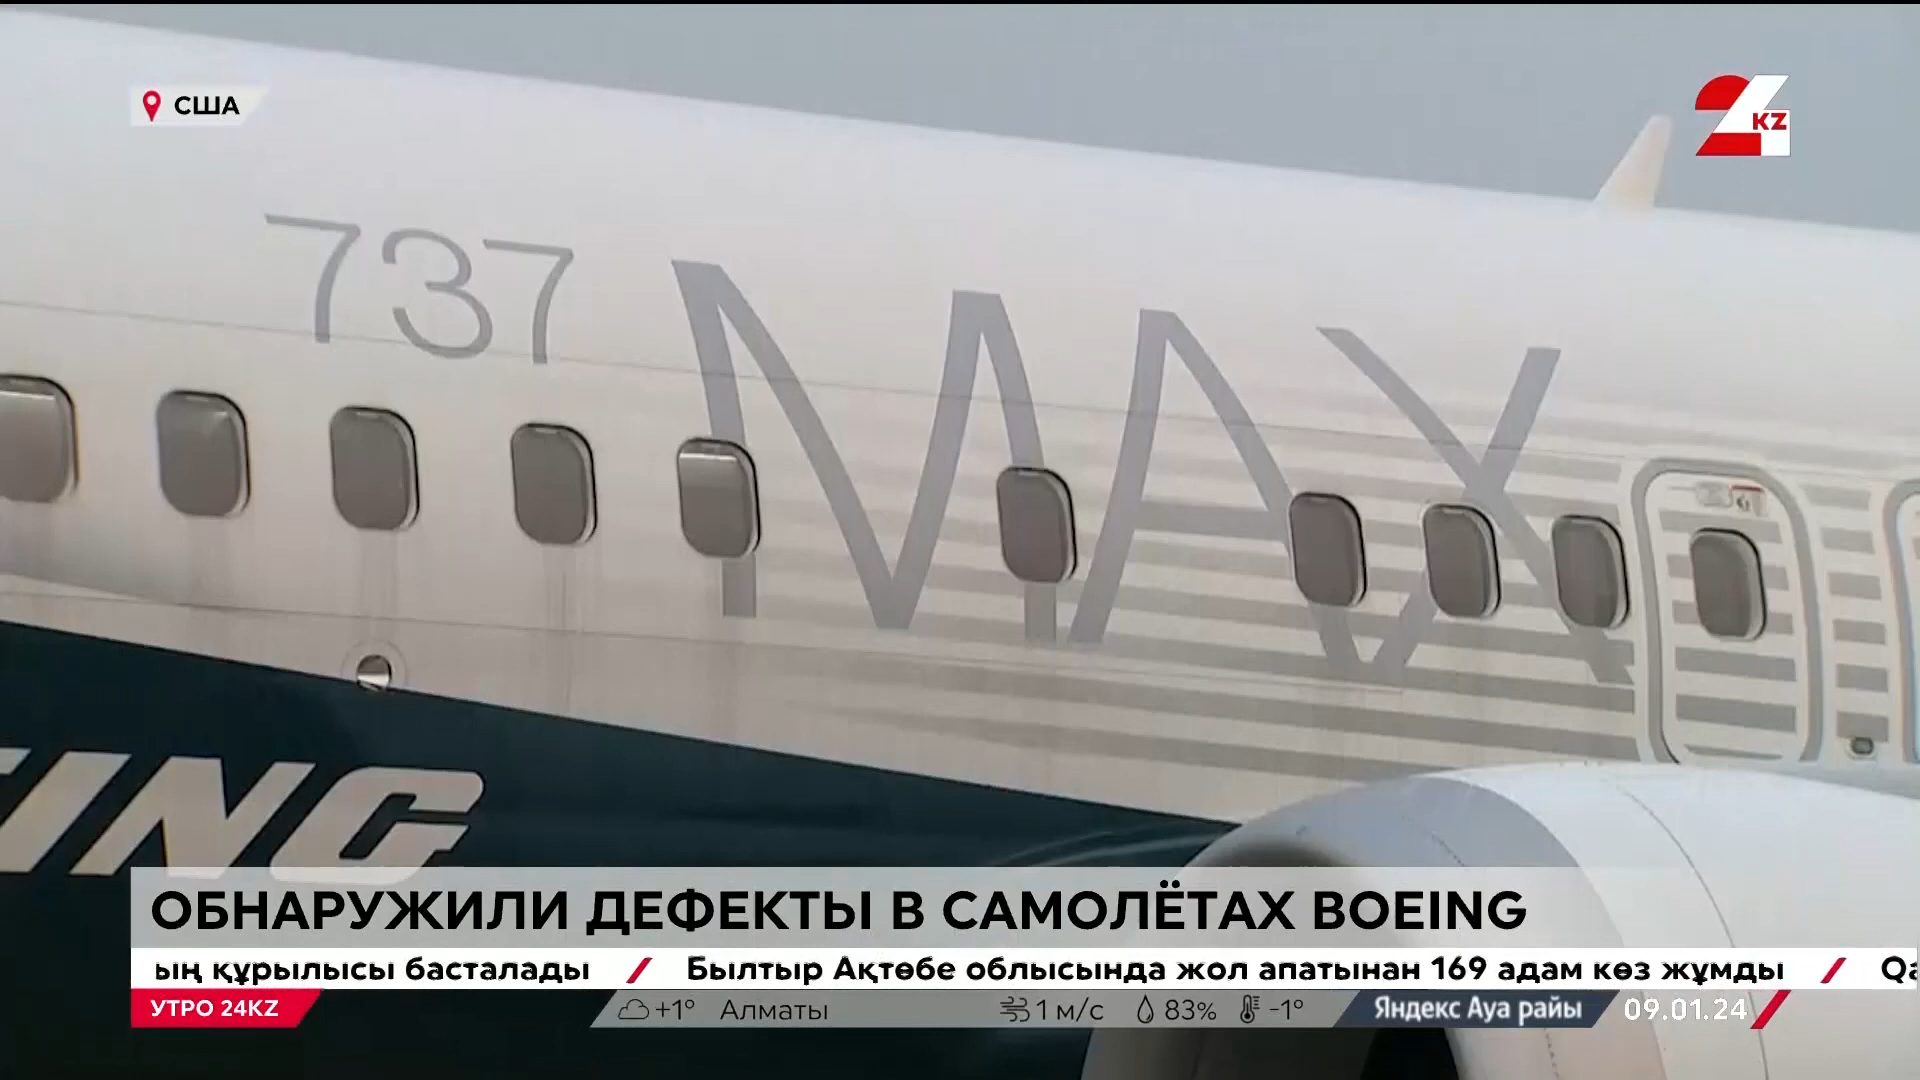 США
24 KZ
737 MAX
ING
ОБНАРУЖИЛИ ДЕФЕКТЫ В САМОЛЁТАХ BOEING
ың құрылысы басталады / Былтыр Ақтөбе облысында жол апатынан 169 адам көз жұмды / Qa
УТРО 24KZ
+1° Алматы 1 м/с 83% -1° Яндекс Ауа райы 09.01.24